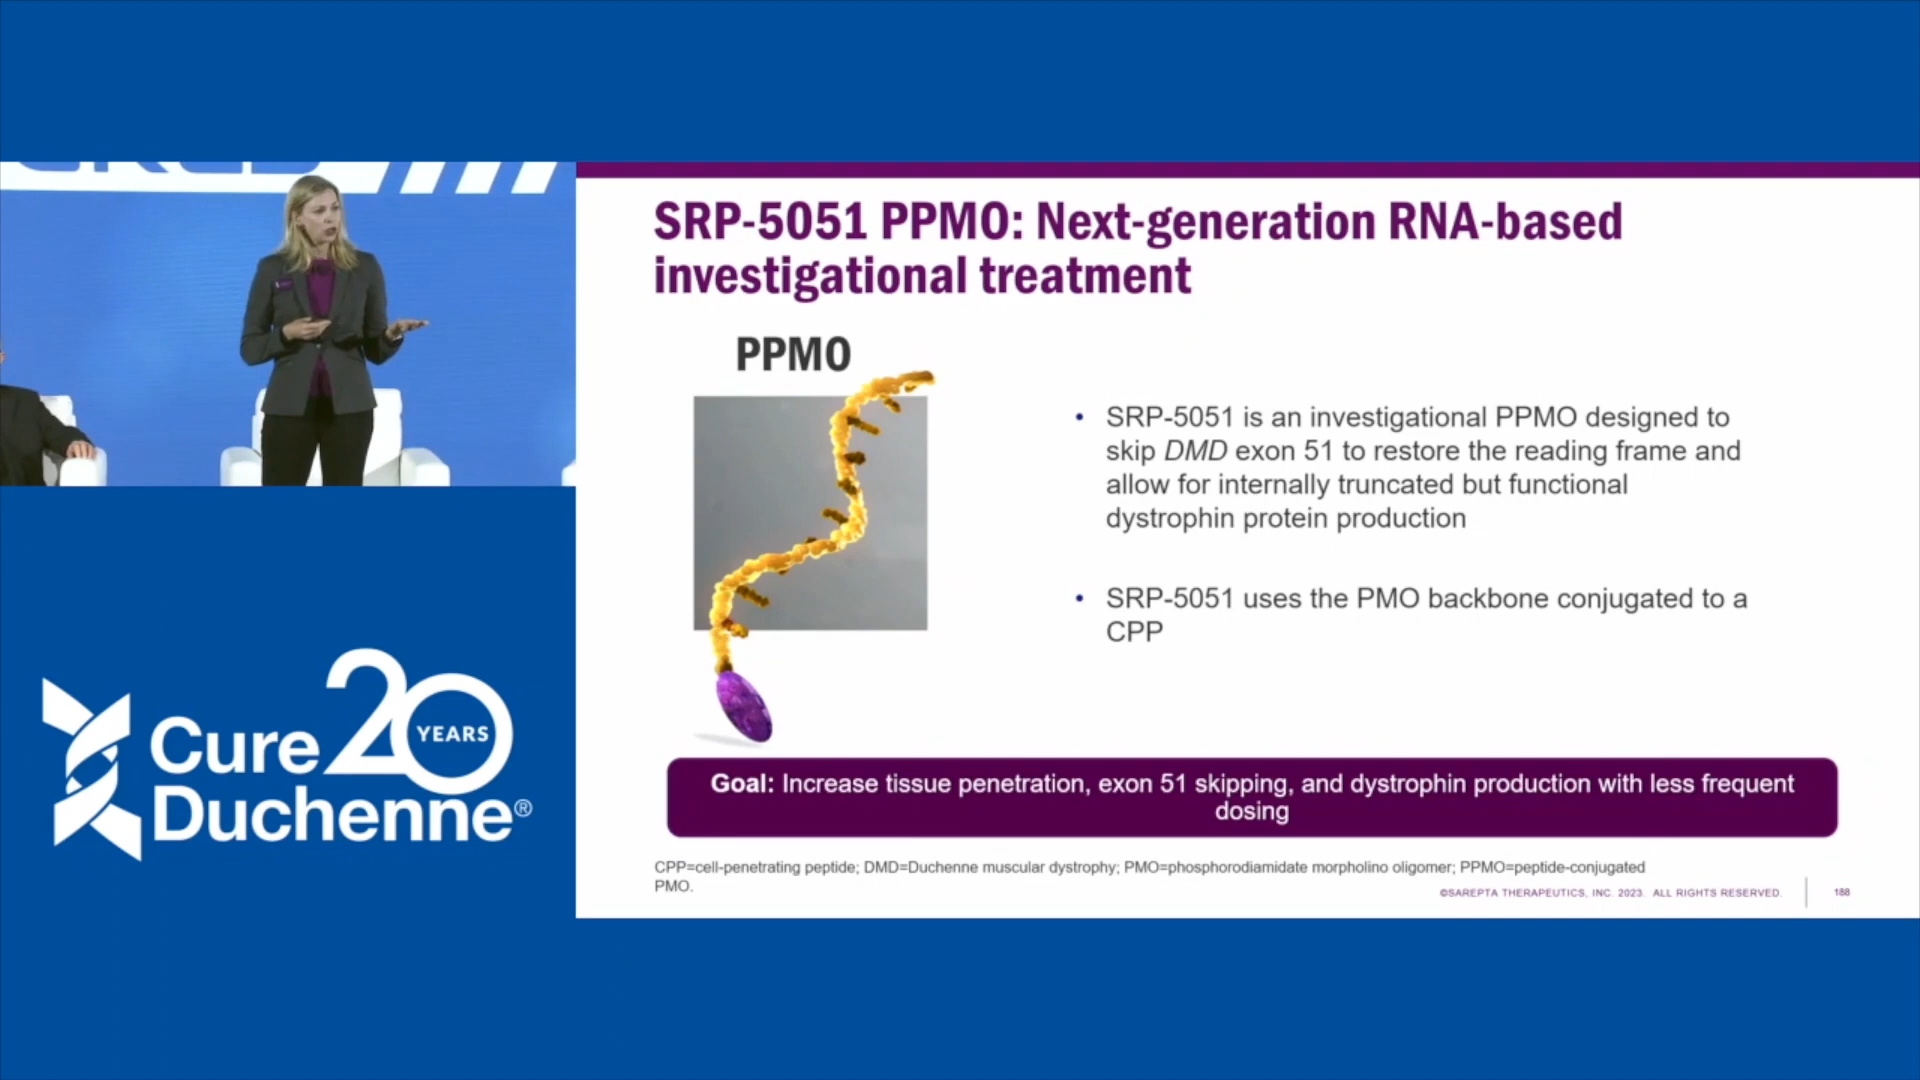 SRP-5051 PPMO: Next-generation RNA-based
investigational treatment
PPMO
• SRP-5051 is an investigational PPMO designed to
skip DMD exon 51 to restore the reading frame and
allow for internally truncated but functional
dystrophin protein production
• SRP-5051 uses the PMO backbone conjugated to a
CPP
Goal: Increase tissue penetration, exon 51 skipping, and dystrophin production with less frequent
dosing
CPP=cell-penetrating peptide; DMD=Duchenne muscular dystrophy; PMO=phosphorodiamidate morpholino oligomer; PPMO=peptide-conjugated
PMO.
©SAREPTA THERAPEUTICS, INC. 2023. ALL RIGHTS RESERVED.
188
20
YEARS
Cure
Duchenne®